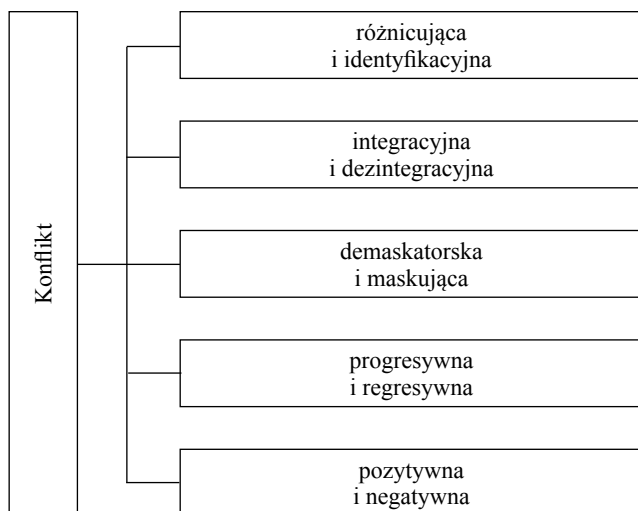 Konflikt
różnicująca
i identyfikacyjna
integracyjna
i dezintegracyjna
demaskatorska
i maskująca
progresywna
i regresywna
pozytywna
i negatywna